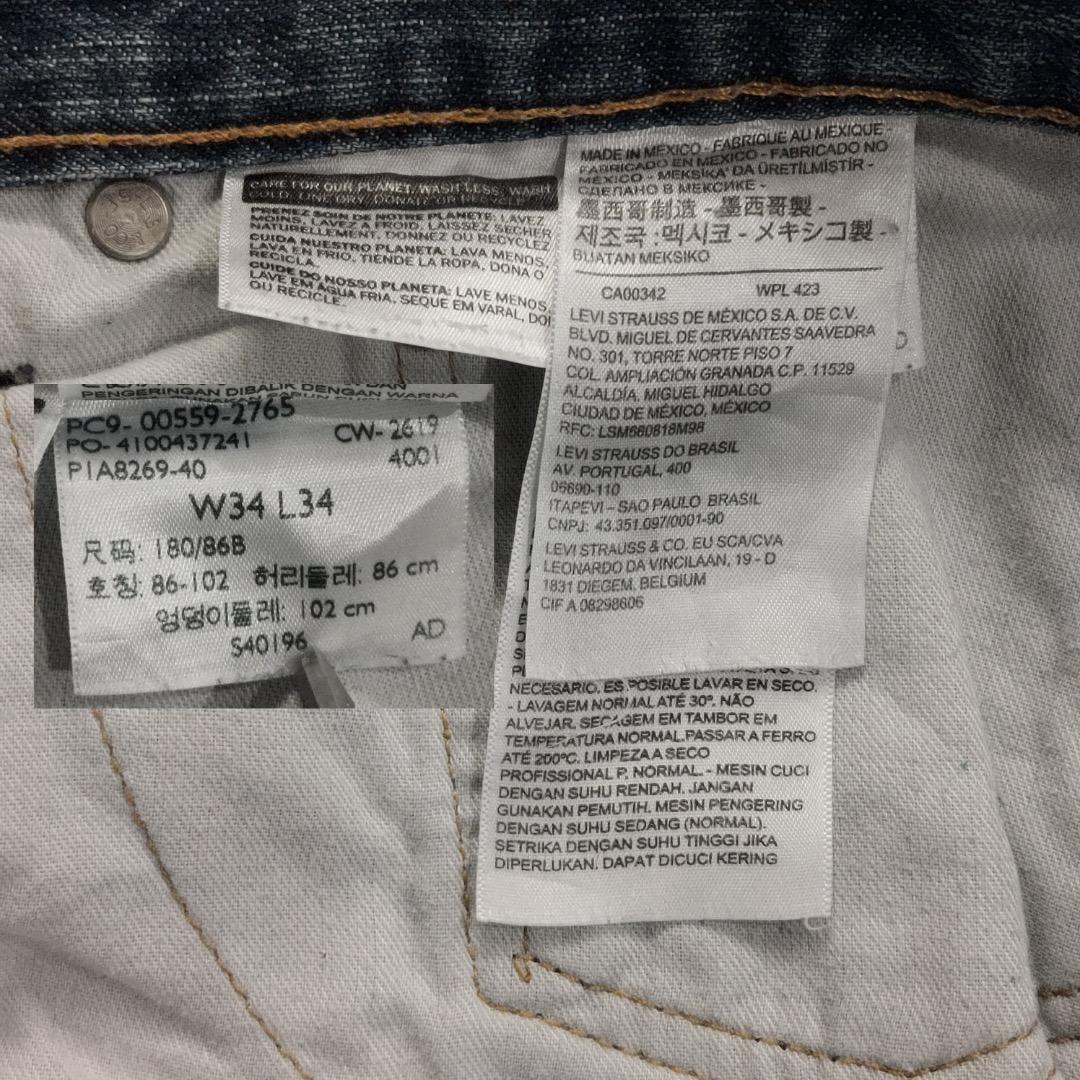 CARE FOR OUR PLANET: WASH LESS, WASH
COLD, LINE DRY, DONATE OR RECYCLE
PRENEZ SOIN DE NOTRE PLANETE: LAVEZ
MOINS, LAVEZ A FROID, LAISSEZ SECHER
NATURELLEMENT, DONNEZ OU RECYCLEZ
CUIDA NUESTRO PLANETA: LAVA MENOS,
LAVA EN FRIO, TIENDE LA ROPA, DONA O
RECICLA.
CUIDE DO NOSSO PLANETA: LAVE MENOS,
LAVE EM AGUA FRIA, SEQUE EM VARAL,
OU RECICLE.
MADE IN MEXICO - FABRIQUE AU MEXIQUE -
FABRICADO EN MEXICO - FABRICADO NO
MÉXICO - MEKSİKA' DA ÜRETİLMİŞTİR -
СДЕЛАНО В МЕКСИКЕ -
墨西哥制造 - 墨西哥製 -
제조국 :멕시코 - メキシコ製 -
BUATAN MEKSIKO
CA00342 WPL 423
LEVI STRAUSS DE MÉXICO S.A. DE C.V.
BLVD. MIGUEL DE CERVANTES SAAVEDRA
NO. 301, TORRE NORTE PISO 7
COL. AMPLIACIÓN GRANADA C.P. 11529
ALCALDÍA, MIGUEL HIDALGO
CIUDAD DE MÉXICO, MÉXICO
RFC: LSM680818M98
LEVI STRAUSS DO BRASIL
AV. PORTUGAL, 400
06690-110
ITAPEVI – SAO PAULO BRASIL
CNPJ: 43.351.097/0001-90
LEVI STRAUSS & CO. EU SCA/CVA
LEONARDO DA VINCILAAN, 19 - D
1831 DIEGEM, BELGIUM
CIF A 08298606
PENGERINGAN DIBALIK DENGAN WARNA
PC9- 00559-2765
PO- 4100437241 CW- 2619
P1A8269-40 4001
W34 L34
尺码: 180/86B
호칭: 86-102 허리둘레: 86 cm
엉덩이둘레: 102 cm
S40196 AD
NECESARIO. ES POSIBLE LAVAR EN SECO.
- LAVAGEM NORMAL ATÉ 30º. NÃO
ALVEJAR. SECAGEM EM TAMBOR EM
TEMPERATURA NORMAL.PASSAR A FERRO
ATÉ 200ºC. LIMPEZA A SECO
PROFISSIONAL P, NORMAL. - MESIN CUCI
DENGAN SUHU RENDAH. JANGAN
GUNAKAN PEMUTIH. MESIN PENGERING
DENGAN SUHU SEDANG (NORMAL).
SETRIKA DENGAN SUHU TINGGI JIKA
DIPERLUKAN. DAPAT DICUCI KERING